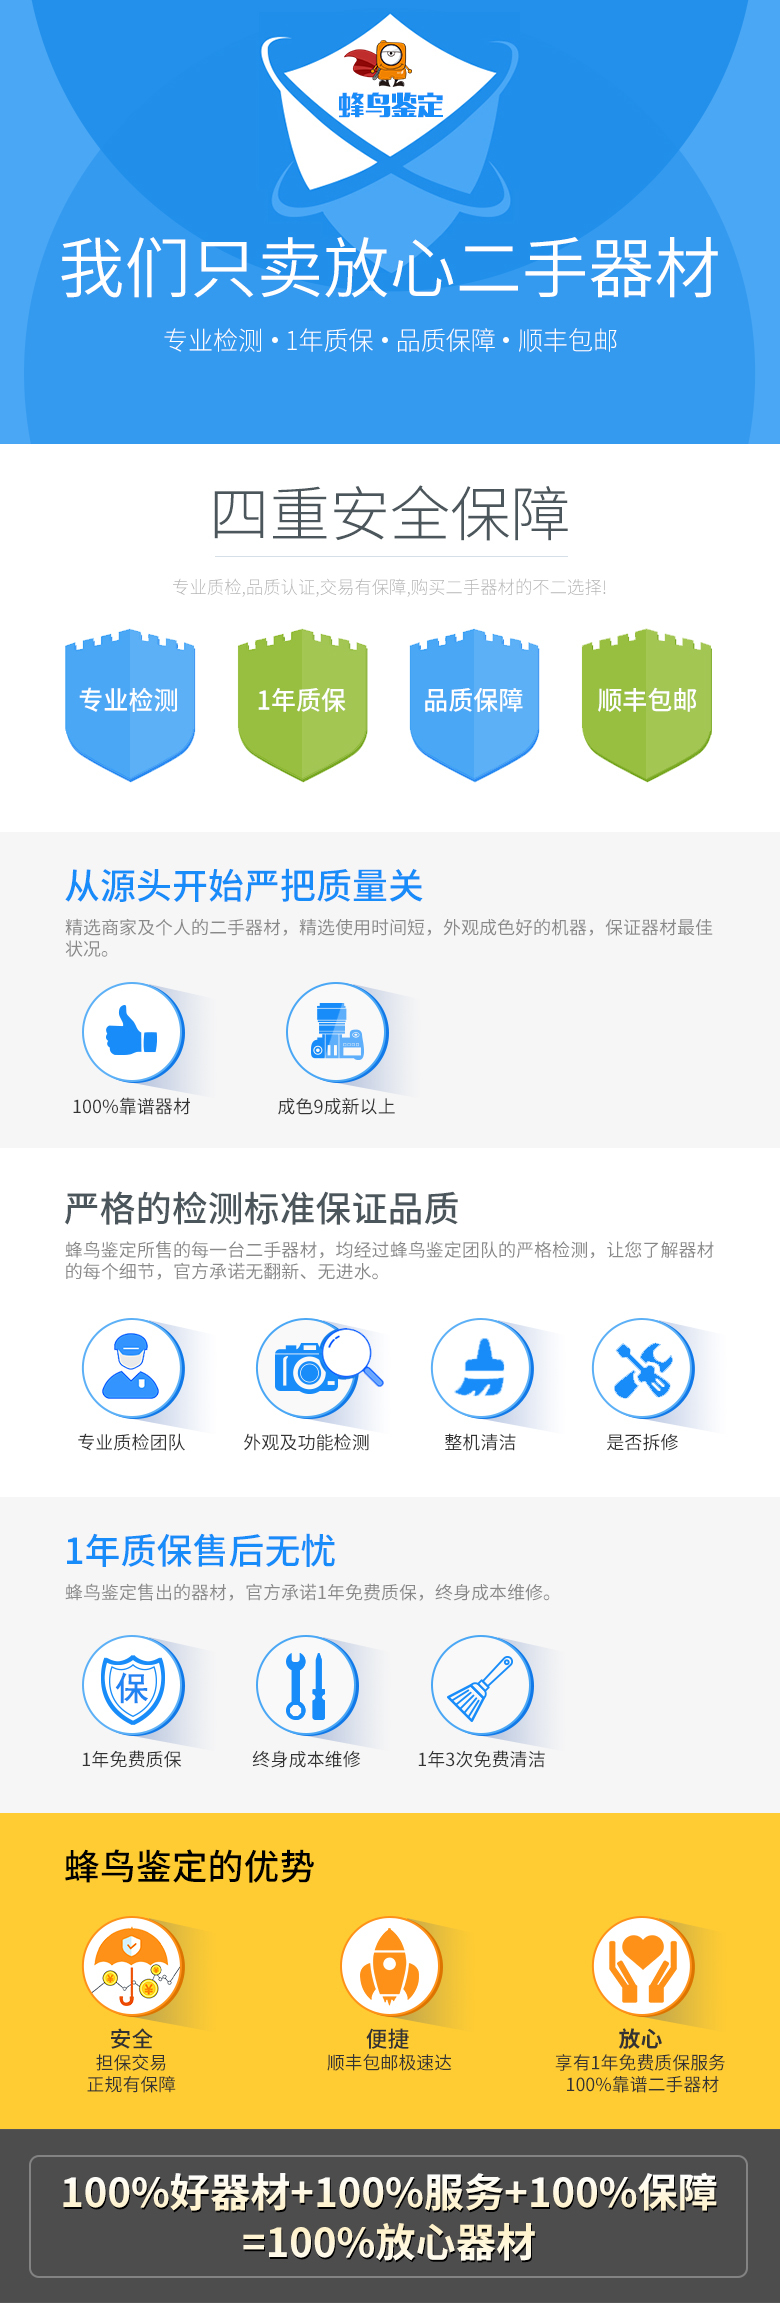 蜂鸟鉴定
我们只卖放心二手器材
专业检测 • 1年质保 • 品质保障 • 顺丰包邮
四重安全保障
专业质检,品质认证,交易有保障,购买二手器材的不二选择!
专业检测
1年质保
品质保障
顺丰包邮
从源头开始严把质量关
精选商家及个人的二手器材，精选使用时间短，外观成色好的机器，保证器材最佳
状况。
100%靠谱器材
成色9成新以上
严格的检测标准保证品质
蜂鸟鉴定所售的每一台二手器材，均经过蜂鸟鉴定团队的严格检测，让您了解器材
的每个细节，官方承诺无翻新、无进水。
专业质检团队
外观及功能检测
整机清洁
是否拆修
1年质保售后无忧
蜂鸟鉴定售出的器材，官方承诺1年免费质保，终身成本维修。
保
1年免费质保
终身成本维修
1年3次免费清洁
蜂鸟鉴定的优势
¥
¥
¥
安全
担保交易
正规有保障
便捷
顺丰包邮极速达
放心
享有1年免费质保服务
100%靠谱二手器材
100%好器材+100%服务+100%保障
=100%放心器材